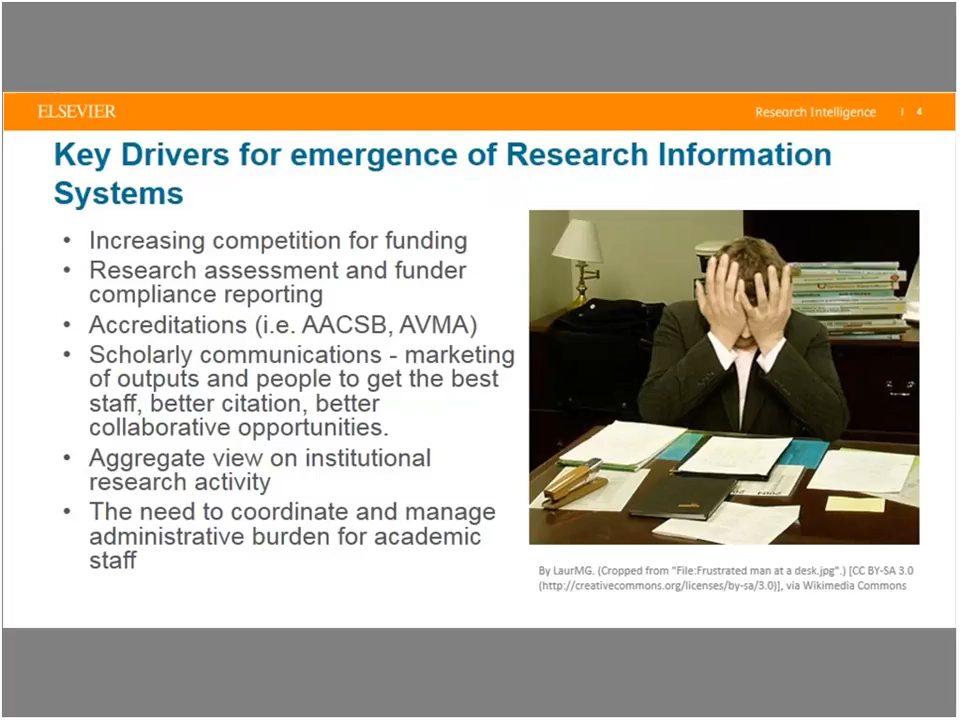 ELSEVIER
Research Intelligence | 4
Key Drivers for emergence of Research Information
Systems
• Increasing competition for funding
• Research assessment and funder
compliance reporting
• Accreditations (i.e. AACSB, AVMA)
• Scholarly communications - marketing
of outputs and people to get the best
staff, better citation, better
collaborative opportunities.
• Aggregate view on institutional
research activity
• The need to coordinate and manage
administrative burden for academic
staff
By LaurMG. (Cropped from "File:Frustrated man at a desk.jpg".) [CC BY-SA 3.0
(http://creativecommons.org/licenses/by-sa/3.0)], via Wikimedia Commons